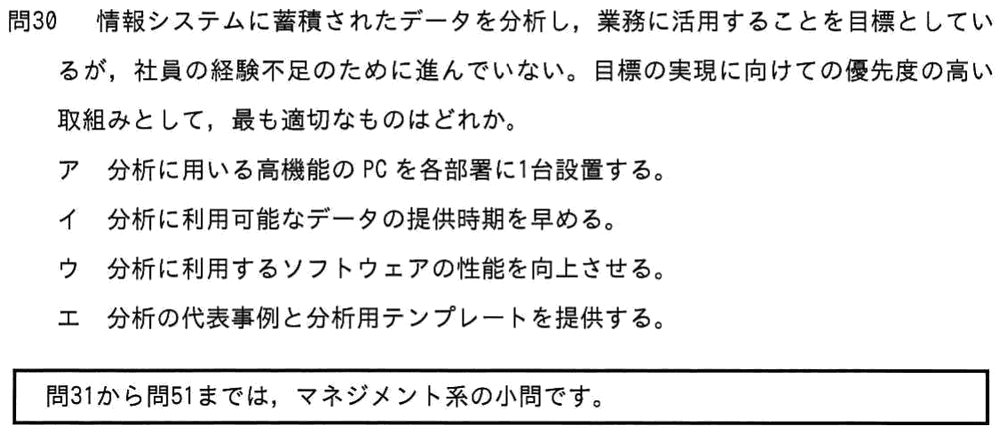 問30 情報システムに蓄積されたデータを分析し，業務に活用することを目標としてい
るが，社員の経験不足のために進んでいない。目標の実現に向けての優先度の高い
取組みとして，最も適切なものはどれか。
ア 分析に用いる高機能の PC を各部署に1台設置する。
イ 分析に利用可能なデータの提供時期を早める。
ウ 分析に利用するソフトウェアの性能を向上させる。
エ 分析の代表事例と分析用テンプレートを提供する。
問31から問51までは，マネジメント系の小問です。